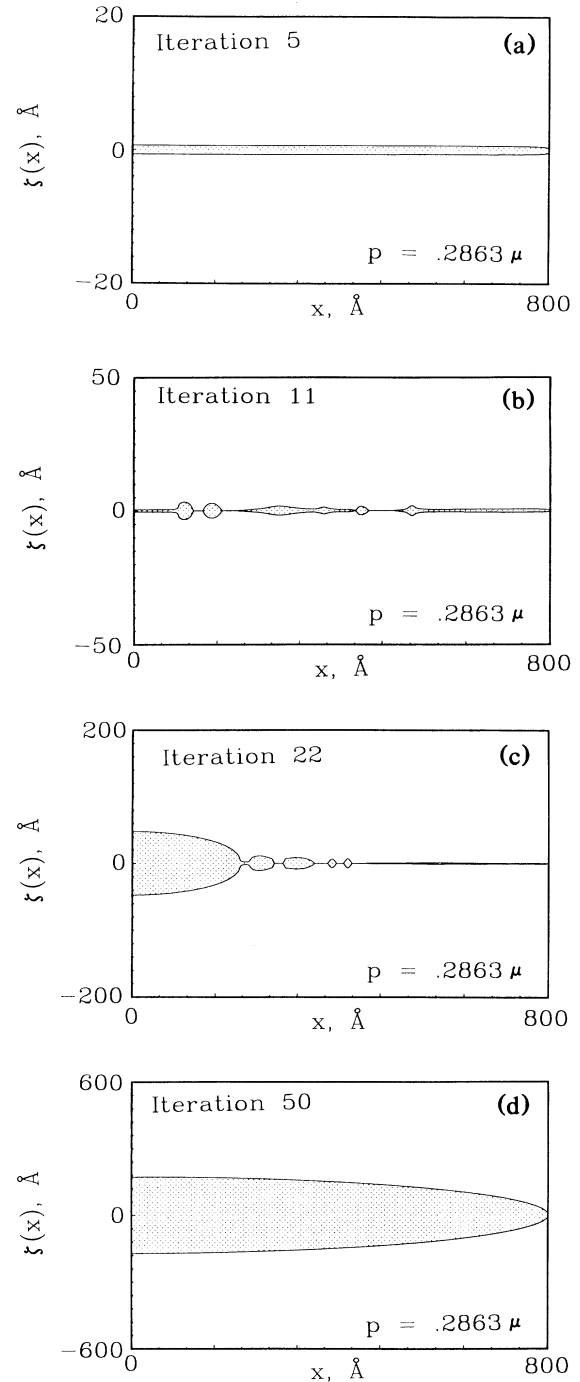 20
Iteration 5 (a)
ζ(x), Å
0
p = .2863 μ
-20
0 x, Å 800
50
Iteration 11 (b)
ζ(x), Å
0
p = .2863 μ
-50
0 x, Å 800
200
Iteration 22 (c)
ζ(x), Å
0
p = .2863 μ
-200
0 x, Å 800
600
Iteration 50 (d)
ζ(x), Å
0
p = .2863 μ
-600
0 x, Å 800